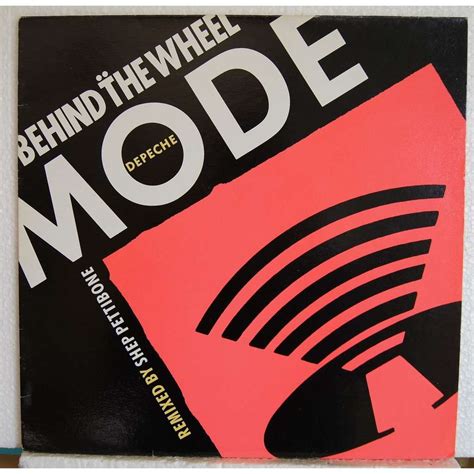 BEHIND THE WHEEL
DEPECHE
MODE
REMIXED BY SHEP PETTIBONE